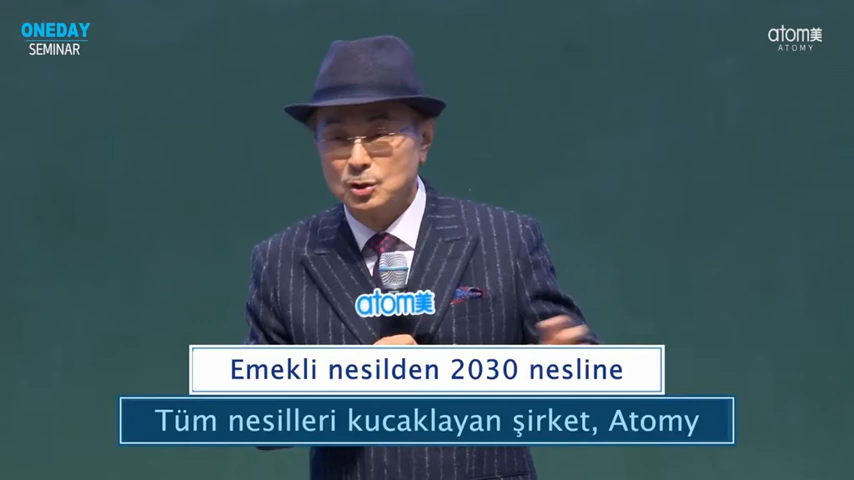 ONEDAY
SEMINAR
atom美
ATOMY
atom美
Emekli nesilden 2030 nesline
Tüm nesilleri kucaklayan şirket, Atomy